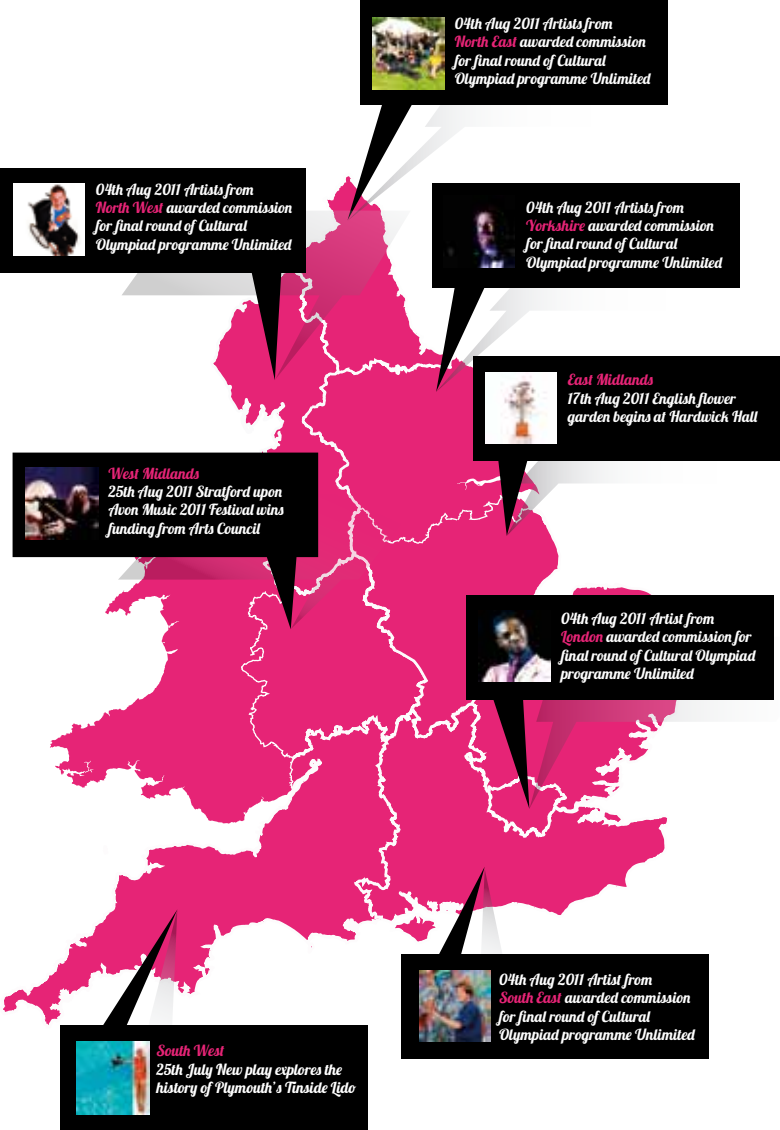 04th Aug 2011 Artists from
North East awarded commission
for final round of Cultural
Olympiad programme Unlimited
04th Aug 2011 Artists from
North West awarded commission
for final round of Cultural
Olympiad programme Unlimited
04th Aug 2011 Artists from
Yorkshire awarded commission
for final round of Cultural
Olympiad programme Unlimited
East Midlands
17th Aug 2011 English flower
garden begins at Hardwick Hall
West Midlands
25th Aug 2011 Stratford upon
Avon Music 2011 Festival wins
funding from Arts Council
04th Aug 2011 Artist from
London awarded commission for
final round of Cultural Olympiad
programme Unlimited
04th Aug 2011 Artist from
South East awarded commission
for final round of Cultural
Olympiad programme Unlimited
South West
25th July New play explores the
history of Plymouth's Tinside Lido